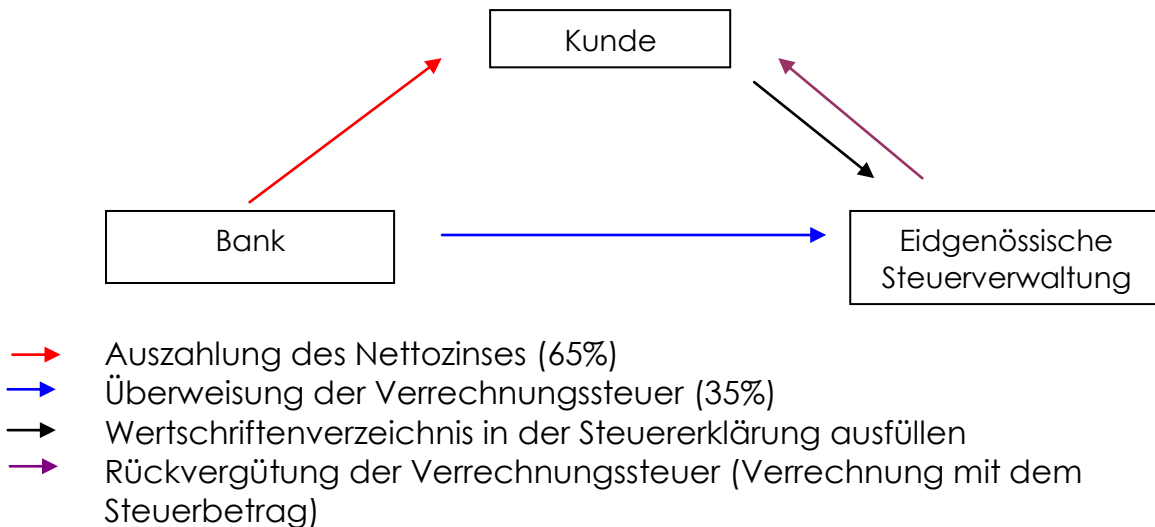 Kunde
Bank
Eidgenössische
Steuerverwaltung
Auszahlung des Nettozinses (65%)
Überweisung der Verrechnungssteuer (35%)
Wertschriftenverzeichnis in der Steuererklärung ausfüllen
Rückvergütung der Verrechnungssteuer (Verrechnung mit dem
Steuerbetrag)